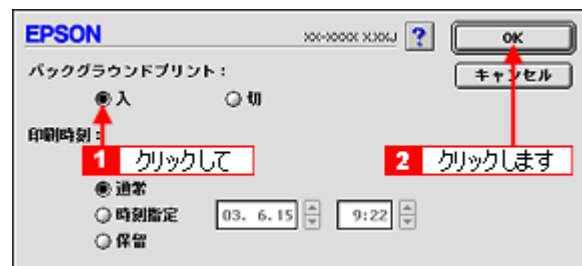 EPSON XX-XXXX X.XXJ ? OK
バックグラウンドプリント： キャンセル
入 切
印刷時刻：
1 クリックして 2 クリックします
通常
時刻指定 03. 6.15 9:22
保留